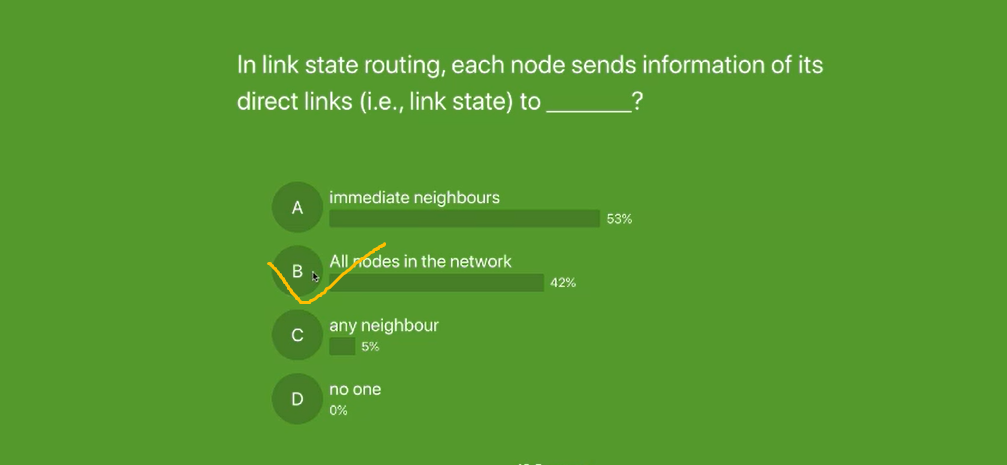 In link state routing, each node sends information of its
direct links (i.e., link state) to _______?
A
immediate neighbours
53%
B
All nodes in the network
42%
C
any neighbour
5%
D
no one
0%